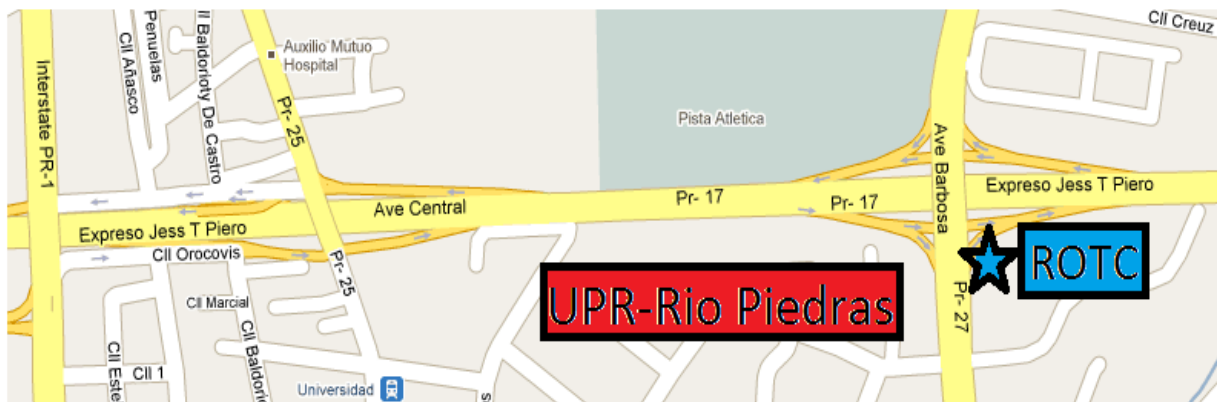 Cll Creuz
Penuelas
Cll Añasco
Cll Baldorioty De Castro
Auxilio Mutuo
Hospital
Interstate PR-1
Pr- 25
Pista Atletica
Ave Barbosa
Expreso Jess T Piero
Pr- 17
Ave Central
Pr- 17
Expreso Jess T Piero
Cll Orocovis
Pr- 25
ROTC
UPR-Rio Piedras
Pr- 27
Cll Marcial
Cll Baldorio
Cll Este
Cll 1
Universidad